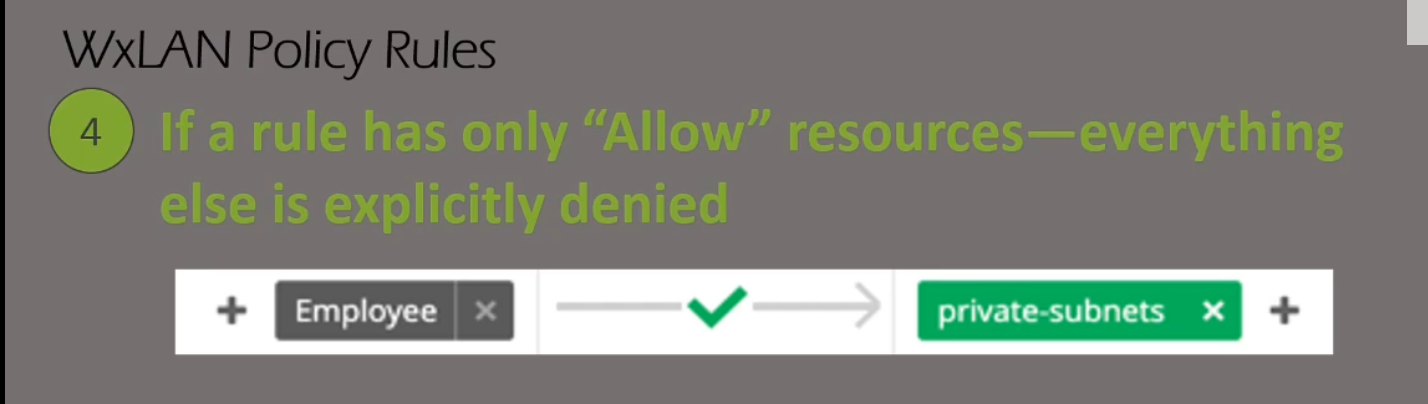 WxLAN Policy Rules
4 If a rule has only “Allow” resources—everything
else is explicitly denied
+ Employee × private-subnets × +